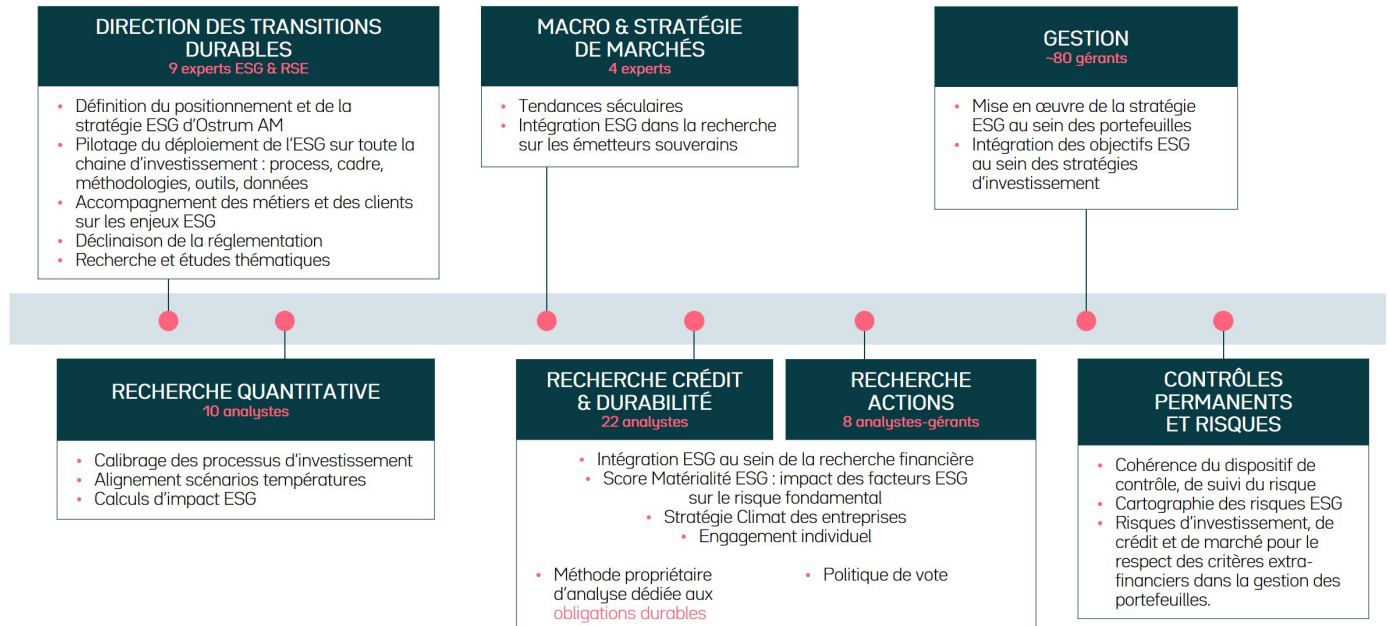 DIRECTION DES TRANSITIONS
DURABLES
9 experts ESG & RSE
• Définition du positionnement et de la
stratégie ESG d'Ostrum AM
• Pilotage du déploiement de l'ESG sur toute la
chaine d'investissement : process, cadre,
méthodologies, outils, données
• Accompagnement des métiers et des clients
sur les enjeux ESG
• Déclinaison de la réglementation
• Recherche et études thématiques
MACRO & STRATÉGIE
DE MARCHÉS
4 experts
• Tendances séculaires
• Intégration ESG dans la recherche
sur les émetteurs souverains
GESTION
~80 gérants
• Mise en œuvre de la stratégie
ESG au sein des portefeuilles
• Intégration des objectifs ESG
au sein des stratégies
d'investissement
RECHERCHE QUANTITATIVE
10 analystes
• Calibrage des processus d'investissement
• Alignement scénarios températures
• Calculs d'impact ESG
RECHERCHE CRÉDIT
& DURABILITÉ
22 analystes
RECHERCHE
ACTIONS
8 analystes-gérants
• Intégration ESG au sein de la recherche financière
• Score Matérialité ESG : impact des facteurs ESG
sur le risque fondamental
• Stratégie Climat des entreprises
• Engagement individuel
• Méthode propriétaire
d'analyse dédiée aux
obligations durables
• Politique de vote
CONTRÔLES
PERMANENTS
ET RISQUES
• Cohérence du dispositif de
contrôle, de suivi du risque
• Cartographie des risques ESG
• Risques d'investissement, de
crédit et de marché pour le
respect des critères extra-
financiers dans la gestion des
portefeuilles.